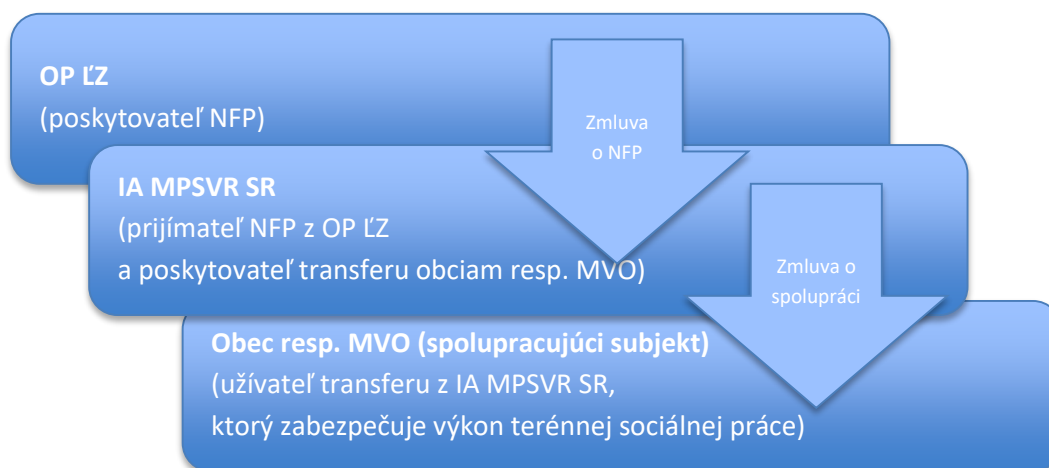 OP ĽZ
(poskytovateľ NFP)
Zmluva
o NFP
IA MPSVR SR
(prijímateľ NFP z OP ĽZ
a poskytovateľ transferu obciam resp. MVO)
Zmluva o
spolupráci
Obec resp. MVO (spolupracujúci subjekt)
(užívateľ transferu z IA MPSVR SR,
ktorý zabezpečuje výkon terénnej sociálnej práce)